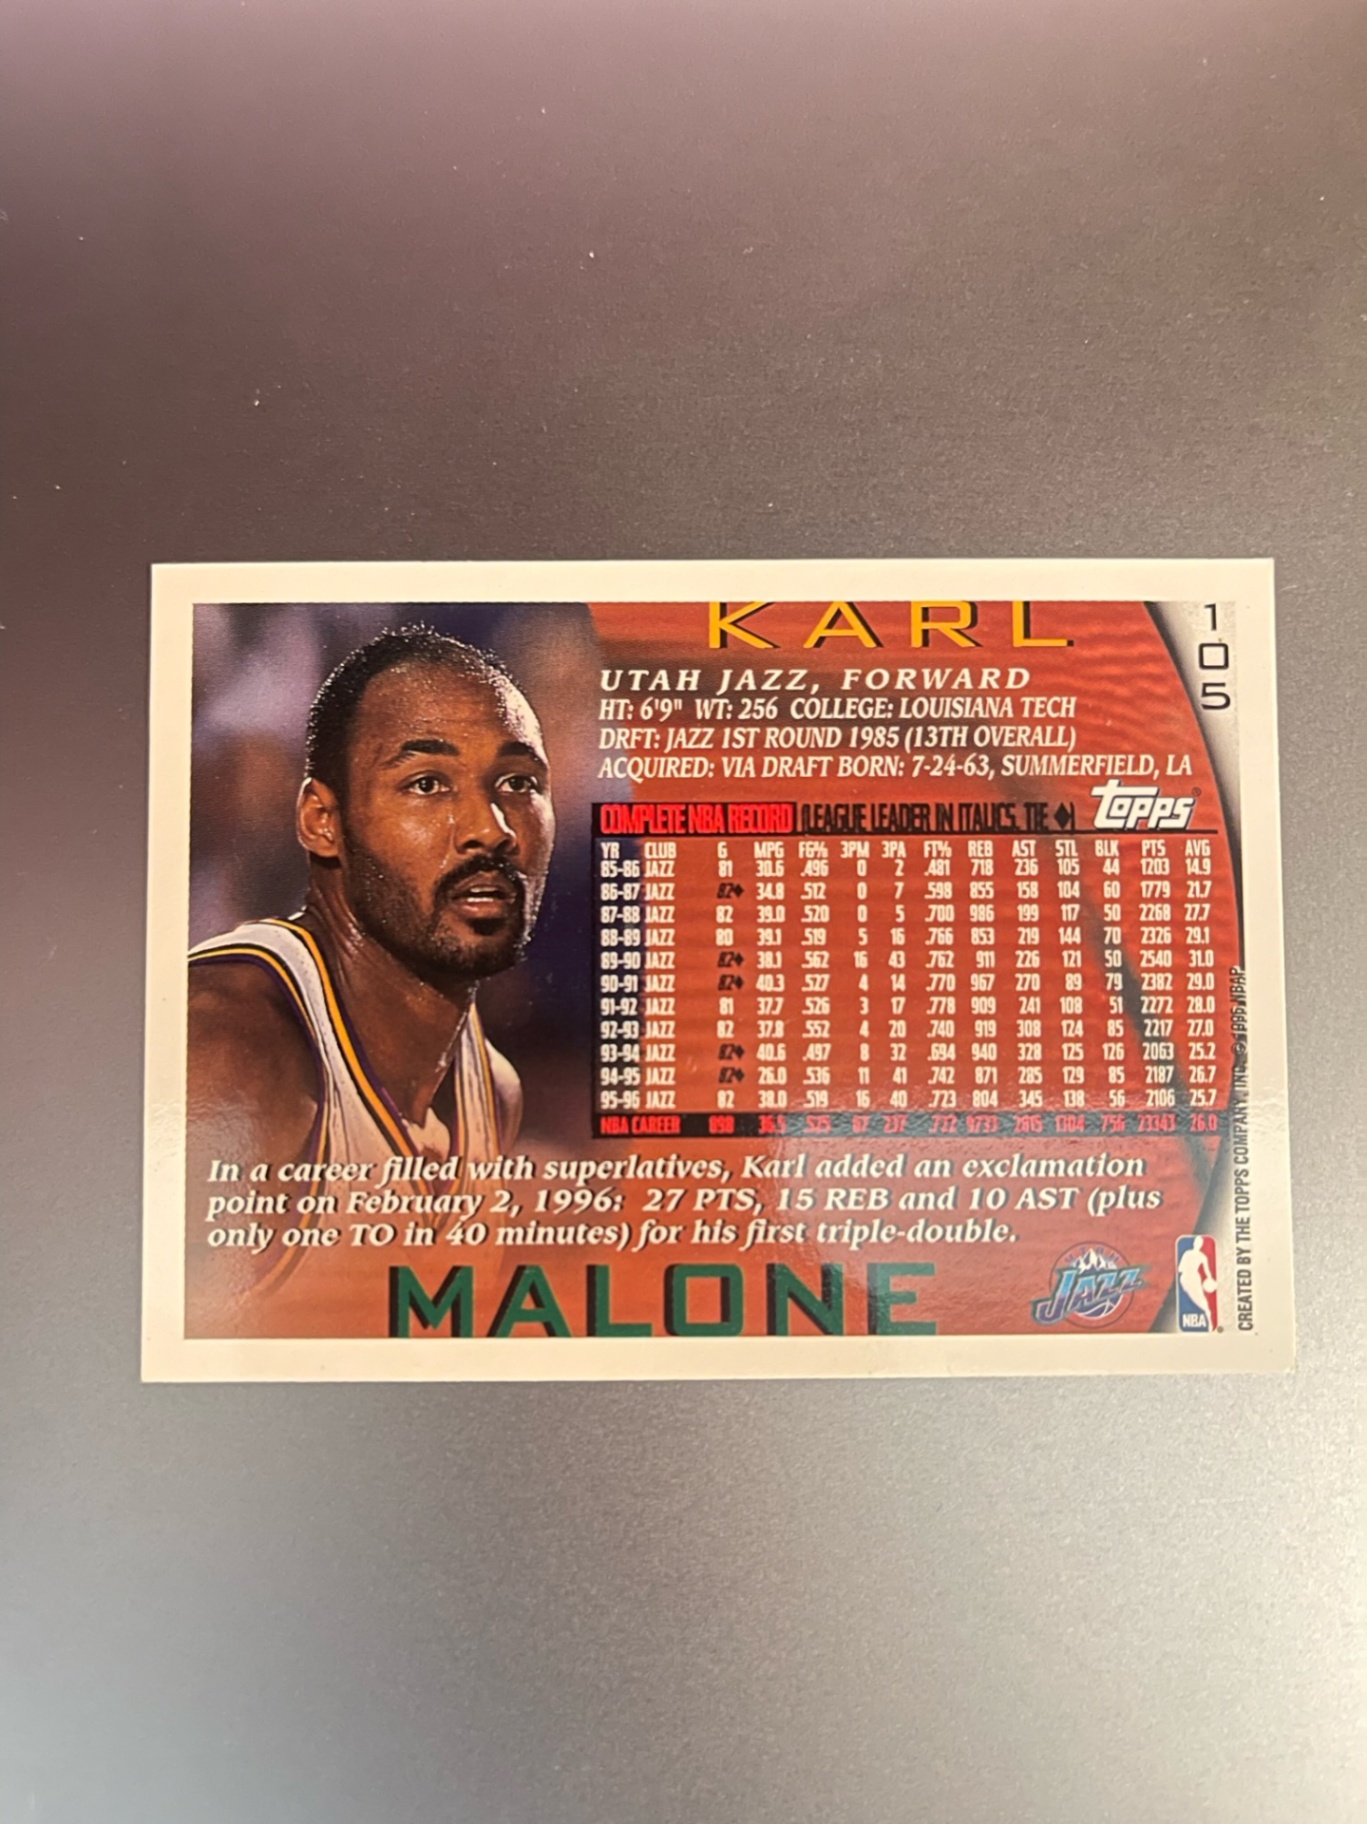 KARL
105
UTAH JAZZ, FORWARD
HT: 6'9" WT: 256 COLLEGE: LOUISIANA TECH
DRFT: JAZZ 1ST ROUND 1985 (13TH OVERALL)
ACQUIRED: VIA DRAFT BORN: 7-24-63, SUMMERFIELD, LA
COMPLETE NBA RECORD (LEAGUE LEADER IN ITALICS, TIE ◆)
Topps®
YR CLUB G MPG FG% 3PM 3PA FT% REB AST STL BLK PTS AVG
85-86 JAZZ 81 30.6 .496 0 2 .481 718 236 105 44 1203 14.9
86-87 JAZZ 82◆ 34.8 .512 0 7 .598 855 158 104 60 1779 21.7
87-88 JAZZ 82 39.0 .520 0 5 .700 986 199 117 50 2268 27.7
88-89 JAZZ 80 39.1 .519 5 16 .766 853 219 144 70 2326 29.1
89-90 JAZZ 82◆ 38.1 .562 16 43 .762 911 226 121 50 2540 31.0
90-91 JAZZ 82◆ 40.3 .527 4 14 .770 967 270 89 79 2382 29.0
91-92 JAZZ 81 37.7 .526 3 17 .778 909 241 108 51 2272 28.0
92-93 JAZZ 82 37.8 .552 4 20 .740 919 308 124 85 2217 27.0
93-94 JAZZ 82◆ 40.6 .497 8 32 .694 940 328 125 126 2063 25.2
94-95 JAZZ 82◆ 26.0 .536 11 41 .742 871 285 129 85 2187 26.7
95-96 JAZZ 82 38.0 .519 16 40 .723 804 345 138 56 2106 25.7
NBA CAREER 898 36.5 .525 67 237 .722 9733 2815 1304 756 23343 26.0
In a career filled with superlatives, Karl added an exclamation
point on February 2, 1996: 27 PTS, 15 REB and 10 AST (plus
only one TO in 40 minutes) for his first triple-double.
MALONE
JAZZ
NBA
CREATED BY THE TOPPS COMPANY, INC. © 1996 NBAP